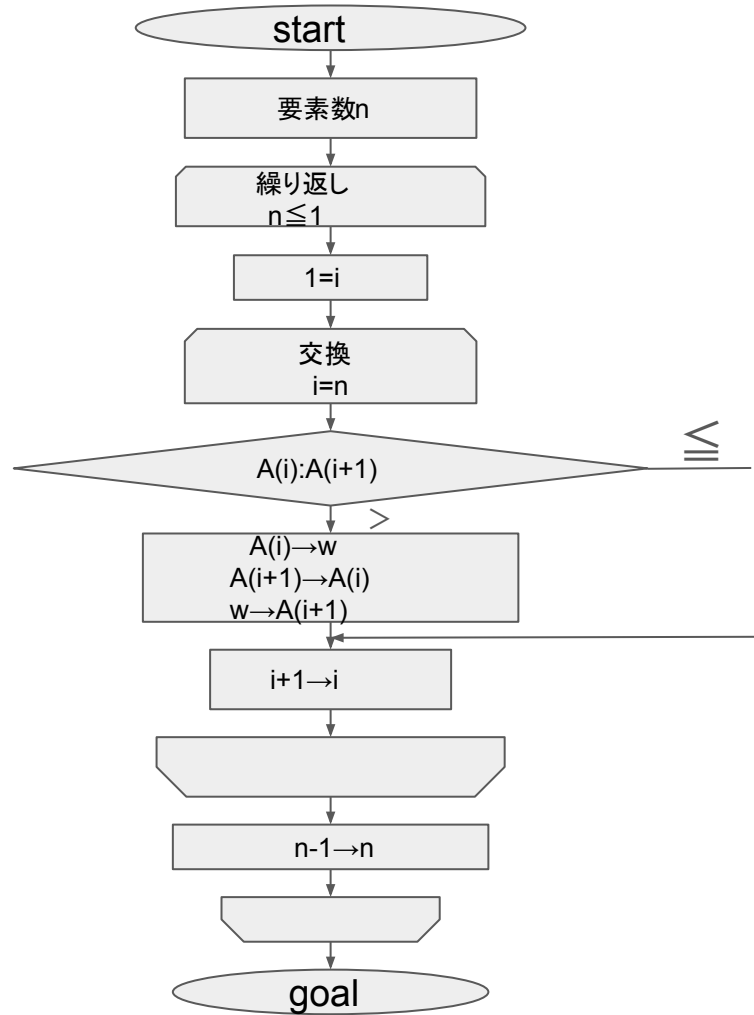 start
要素数n
繰り返し
n≦1
1=i
交換
i=n
A(i):A(i+1)
≦
>
A(i)→w
A(i+1)→A(i)
w→A(i+1)
i+1→i
n-1→n
goal